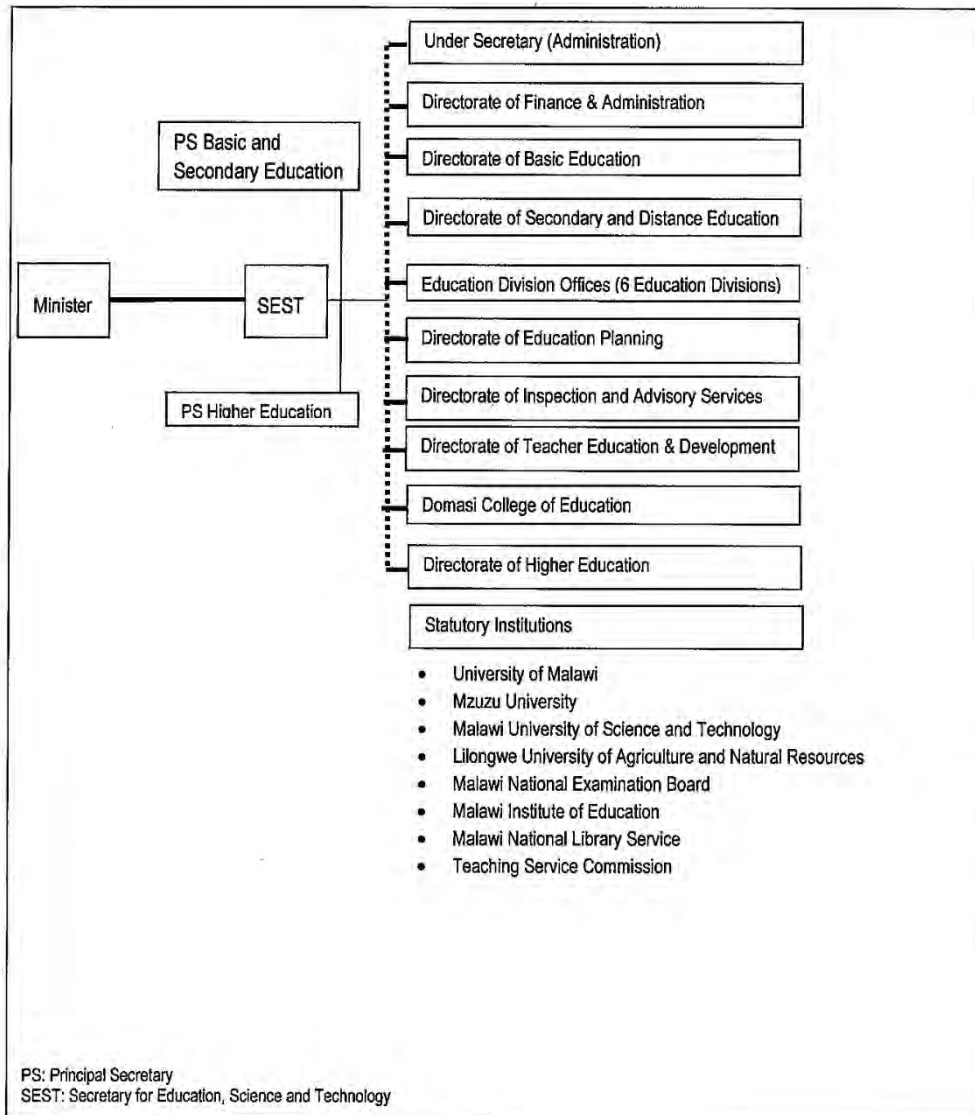 Under Secretary (Administration)
Directorate of Finance & Administration
PS Basic and
Secondary Education
Directorate of Basic Education
Directorate of Secondary and Distance Education
Minister
SEST
Education Division Offices (6 Education Divisions)
Directorate of Education Planning
PS Higher Education
Directorate of Inspection and Advisory Services
Directorate of Teacher Education & Development
Domasi College of Education
Directorate of Higher Education
Statutory Institutions
• University of Malawi
• Mzuzu University
• Malawi University of Science and Technology
• Lilongwe University of Agriculture and Natural Resources
• Malawi National Examination Board
• Malawi Institute of Education
• Malawi National Library Service
• Teaching Service Commission
PS: Principal Secretary
SEST: Secretary for Education, Science and Technology